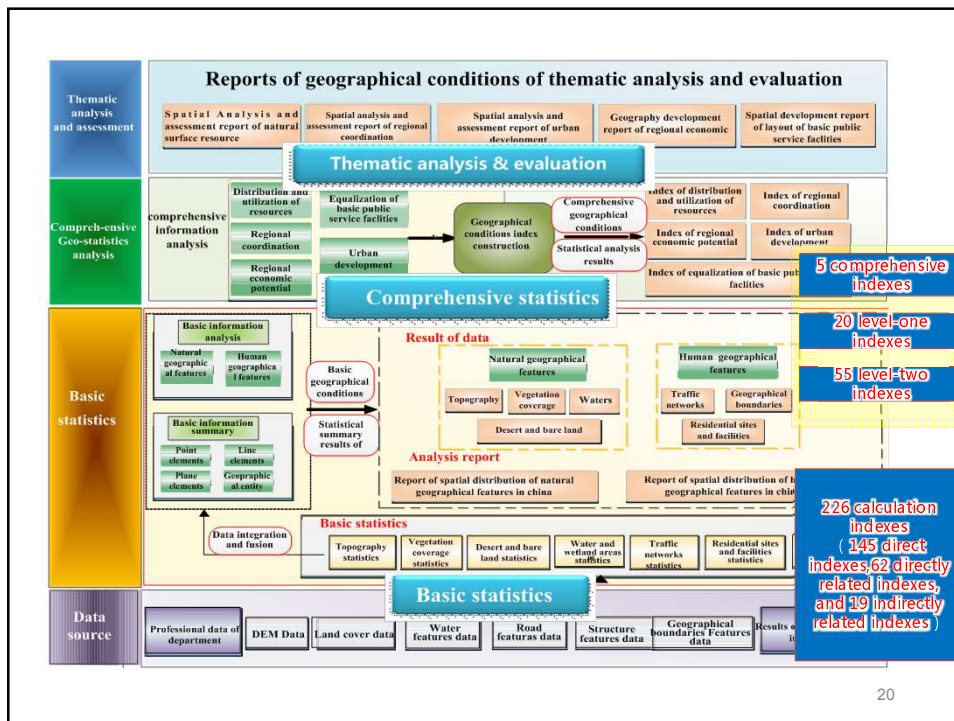 Thematic
analysis
and assessment
Reports of geographical conditions of thematic analysis and evaluation
Spatial Analysis and
assessment report of natural
surface resource
Spatial analysis and
assessment report of regional
coordination
Spatial analysis and
assessment report of urban
development
Geography development
report of regional economic
Spatial development report
of layout of basic public
service faclities
Thematic analysis & evaluation
Compreh-ensive
Geo-statistics
analysis
comprehensive
information
analysis
Distribution and
utilization of
resources
Regional
coordination
Regional
economic
potential
Equalization of
basic public
service faclities
Urban
development
Geographical
conditions index
construction
Comprehensive
geographical
conditions
Statistical analysis
results
Index of distribution
and utilization of
resources
Index of regional
coordination
Index of regional
economic potential
Index of urban
development
Index of equalization of basic
faclities
5 comprehensive
indexes
20 level-one
indexes
55 level-two
indexes
Comprehensive statistics
Basic
statistics
Basic information
analysis
Natural
geographic
al features
Human
geographica
l features
Basic information
summary
Point
elements
Line
elements
Plane
elements
Geopraphic
al entity
Basic
geographical
conditions
Statistical
summary
results of
Result of data
Natural geographical
features
Topography
Vegetation
coverage
Waters
Desert and bare land
Human geographical
features
Traffic
networks
Geographical
boundaries
Residential sites
and facilities
Analysis report
Report of spatial distribution of natural
geographical features in china
Report of spatial distribution of
geographical features in
Data integration
and fusion
Basic statistics
Topography
statistics
Vegetation
coverage
statistics
Desert and bare
land statistics
Water and
wetland areas
statistics
Traffic
networks
statistics
Residential sites
and facilities
statistics
226 calculation
indexes
( 145 direct
indexes,62 directly
related indexes,
and 19 indirectly
related indexes )
Basic statistics
Data
source
Professional data of
department
DEM Data
Land cover data
Water
features data
Road
featuras data
Structure
features data
Geographical
boundaries Features
data
Results of
20